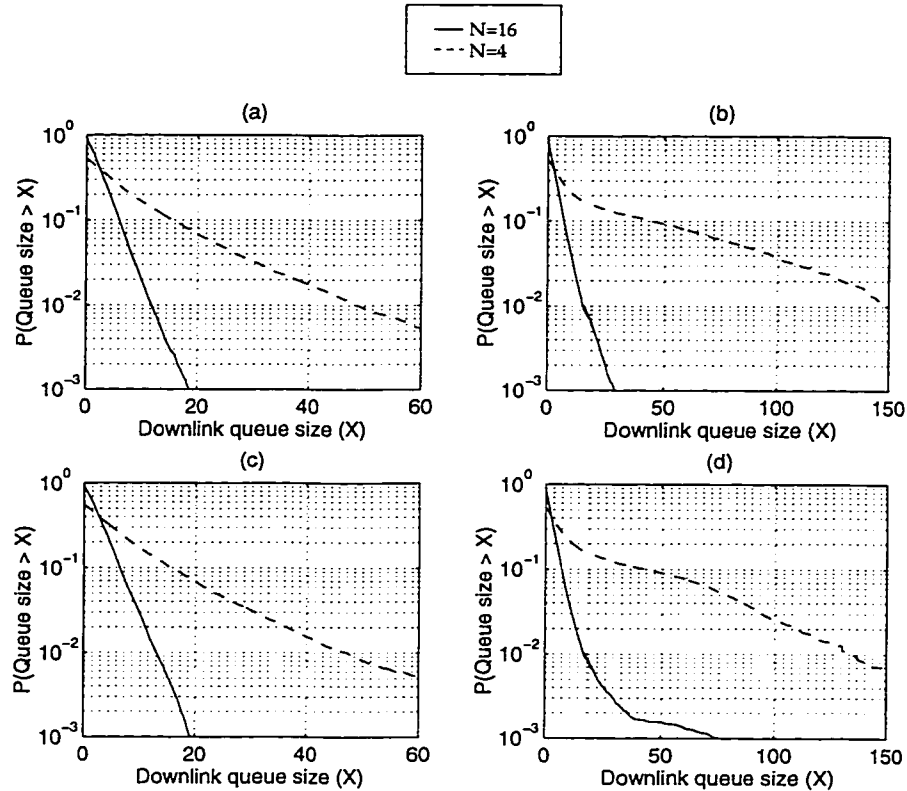 N=16
N=4
(a)
P(Queue size > X)
10^0
10^-1
10^-2
10^-3
0 20 40 60
Downlink queue size (X)
(b)
P(Queue size > X)
10^0
10^-1
10^-2
10^-3
0 50 100 150
Downlink queue size (X)
(c)
P(Queue size > X)
10^0
10^-1
10^-2
10^-3
0 20 40 60
Downlink queue size (X)
(d)
P(Queue size > X)
10^0
10^-1
10^-2
10^-3
0 50 100 150
Downlink queue size (X)